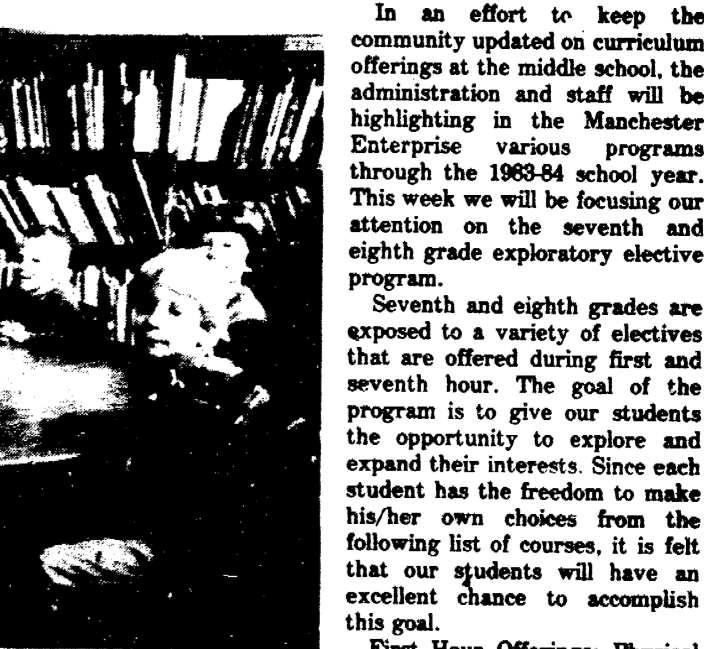 In an effort to keep the
community updated on curriculum
offerings at the middle school, the
administration and staff will be
highlighting in the Manchester
Enterprise various programs
through the 1983-84 school year.
This week we will be focusing our
attention on the seventh and
eighth grade exploratory elective
program.
Seventh and eighth grades are
exposed to a variety of electives
that are offered during first and
seventh hour. The goal of the
program is to give our students
the opportunity to explore and
expand their interests. Since each
student has the freedom to make
his/her own choices from the
following list of courses, it is felt
that our students will have an
excellent chance to accomplish
this goal.
First Hour Offerings: Physical